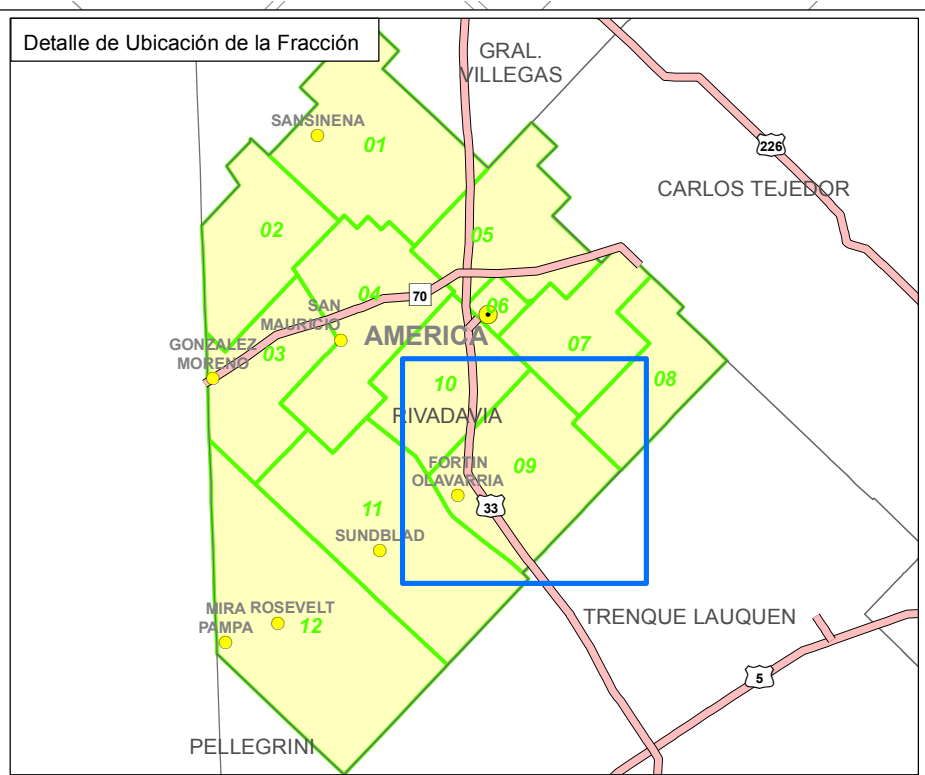 Detalle de Ubicación de la Fracción
GRAL.
VILLEGAS
SANSINENA
01
226
CARLOS TEJEDOR
02
05
04
70
SAN
MAURICIO
06
AMERICA
GONZALEZ
MORENO
03
07
10
08
RIVADAVIA
FORTIN
OLAVARRIA
09
33
11
SUNDBLAD
MIRA
PAMPA
ROSEVELT
12
TRENQUE LAUQUEN
5
PELLEGRINI